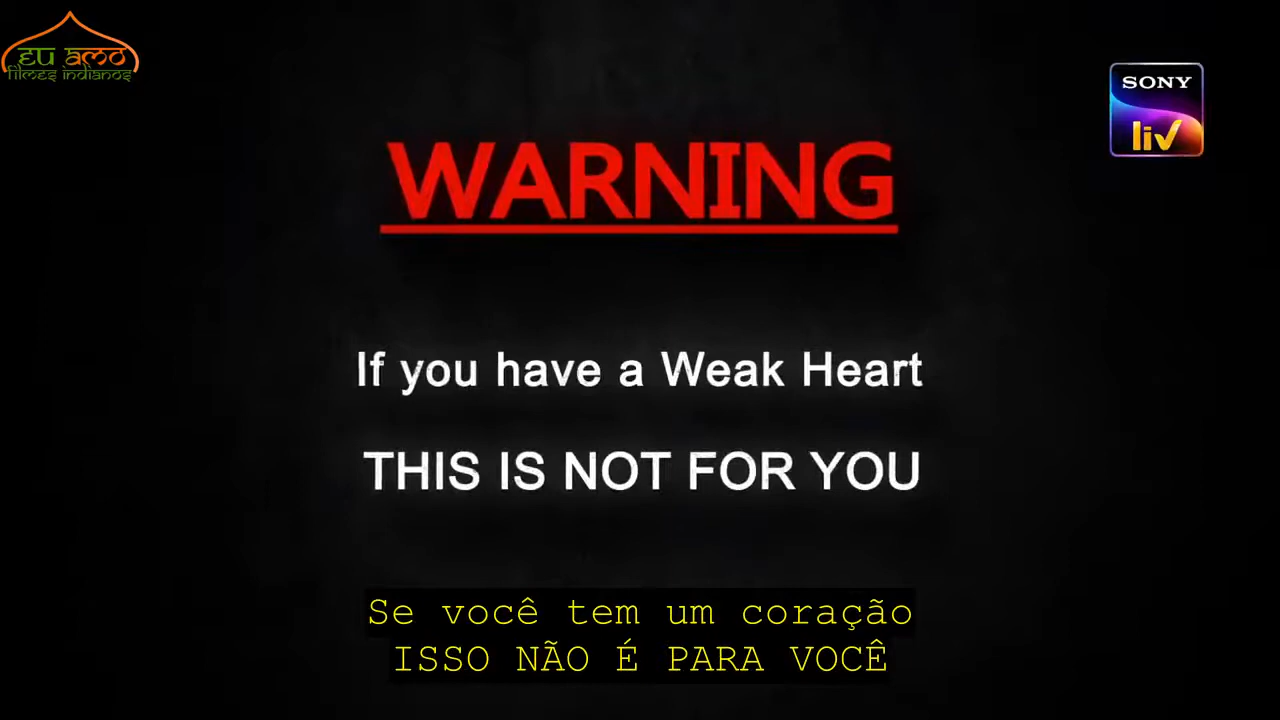 EU AMO
filmes indianos
SONY
liv
WARNING
If you have a Weak Heart
THIS IS NOT FOR YOU
Se você tem um coração
ISSO NÃO É PARA VOCÊ